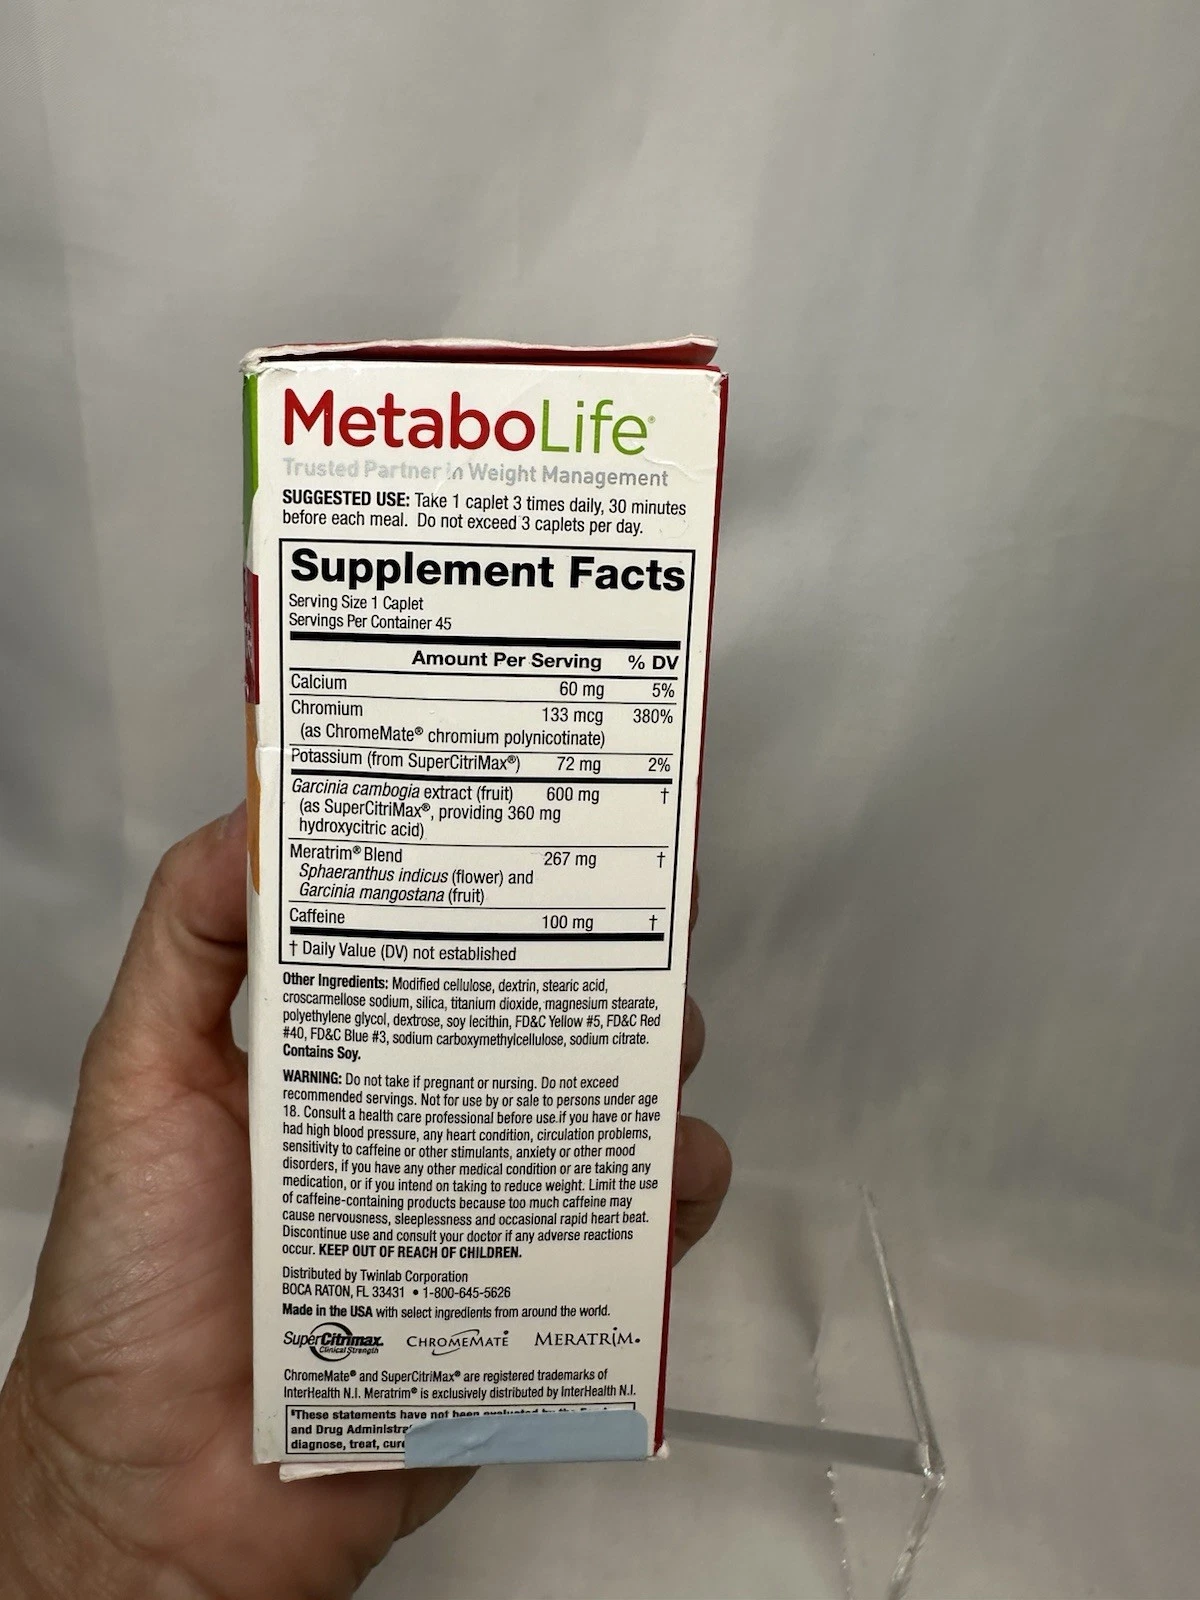 MetaboLife®
Trusted Partner in Weight Management
SUGGESTED USE: Take 1 caplet 3 times daily, 30 minutes
before each meal. Do not exceed 3 caplets per day.
Supplement Facts
Serving Size 1 Caplet
Servings Per Container 45
Amount Per Serving % DV
Calcium 60 mg 5%
Chromium 133 mcg 380%
(as ChromeMate® chromium polynicotinate)
Potassium (from SuperCitriMax®) 72 mg 2%
Garcinia cambogia extract (fruit) 600 mg †
(as SuperCitriMax®, providing 360 mg
hydroxycitric acid)
Meratrim® Blend 267 mg †
Sphaeranthus indicus (flower) and
Garcinia mangostana (fruit)
Caffeine 100 mg †
† Daily Value (DV) not established
Other Ingredients: Modified cellulose, dextrin, stearic acid,
croscarmellose sodium, silica, titanium dioxide, magnesium stearate,
polyethylene glycol, dextrose, soy lecithin, FD&C Yellow #5, FD&C Red
#40, FD&C Blue #3, sodium carboxymethylcellulose, sodium citrate.
Contains Soy.
WARNING: Do not take if pregnant or nursing. Do not exceed
recommended servings. Not for use by or sale to persons under age
18. Consult a health care professional before use if you have or have
had high blood pressure, any heart condition, circulation problems,
sensitivity to caffeine or other stimulants, anxiety or other mood
disorders, if you have any other medical condition or are taking any
medication, or if you intend on taking to reduce weight. Limit the use
of caffeine-containing products because too much caffeine may
cause nervousness, sleeplessness and occasional rapid heart beat.
Discontinue use and consult your doctor if any adverse reactions
occur. KEEP OUT OF REACH OF CHILDREN.
Distributed by Twinlab Corporation
BOCA RATON, FL 33431 • 1-800-645-5626
Made in the USA with select ingredients from around the world.
SuperCitrimax. CHROMEMATE MERATRIM.
Clinical Strength
ChromeMate® and SuperCitriMax® are registered trademarks of
InterHealth N.I. Meratrim® is exclusively distributed by InterHealth N.I.
These statements have not been
and Drug
diagnose, treat,